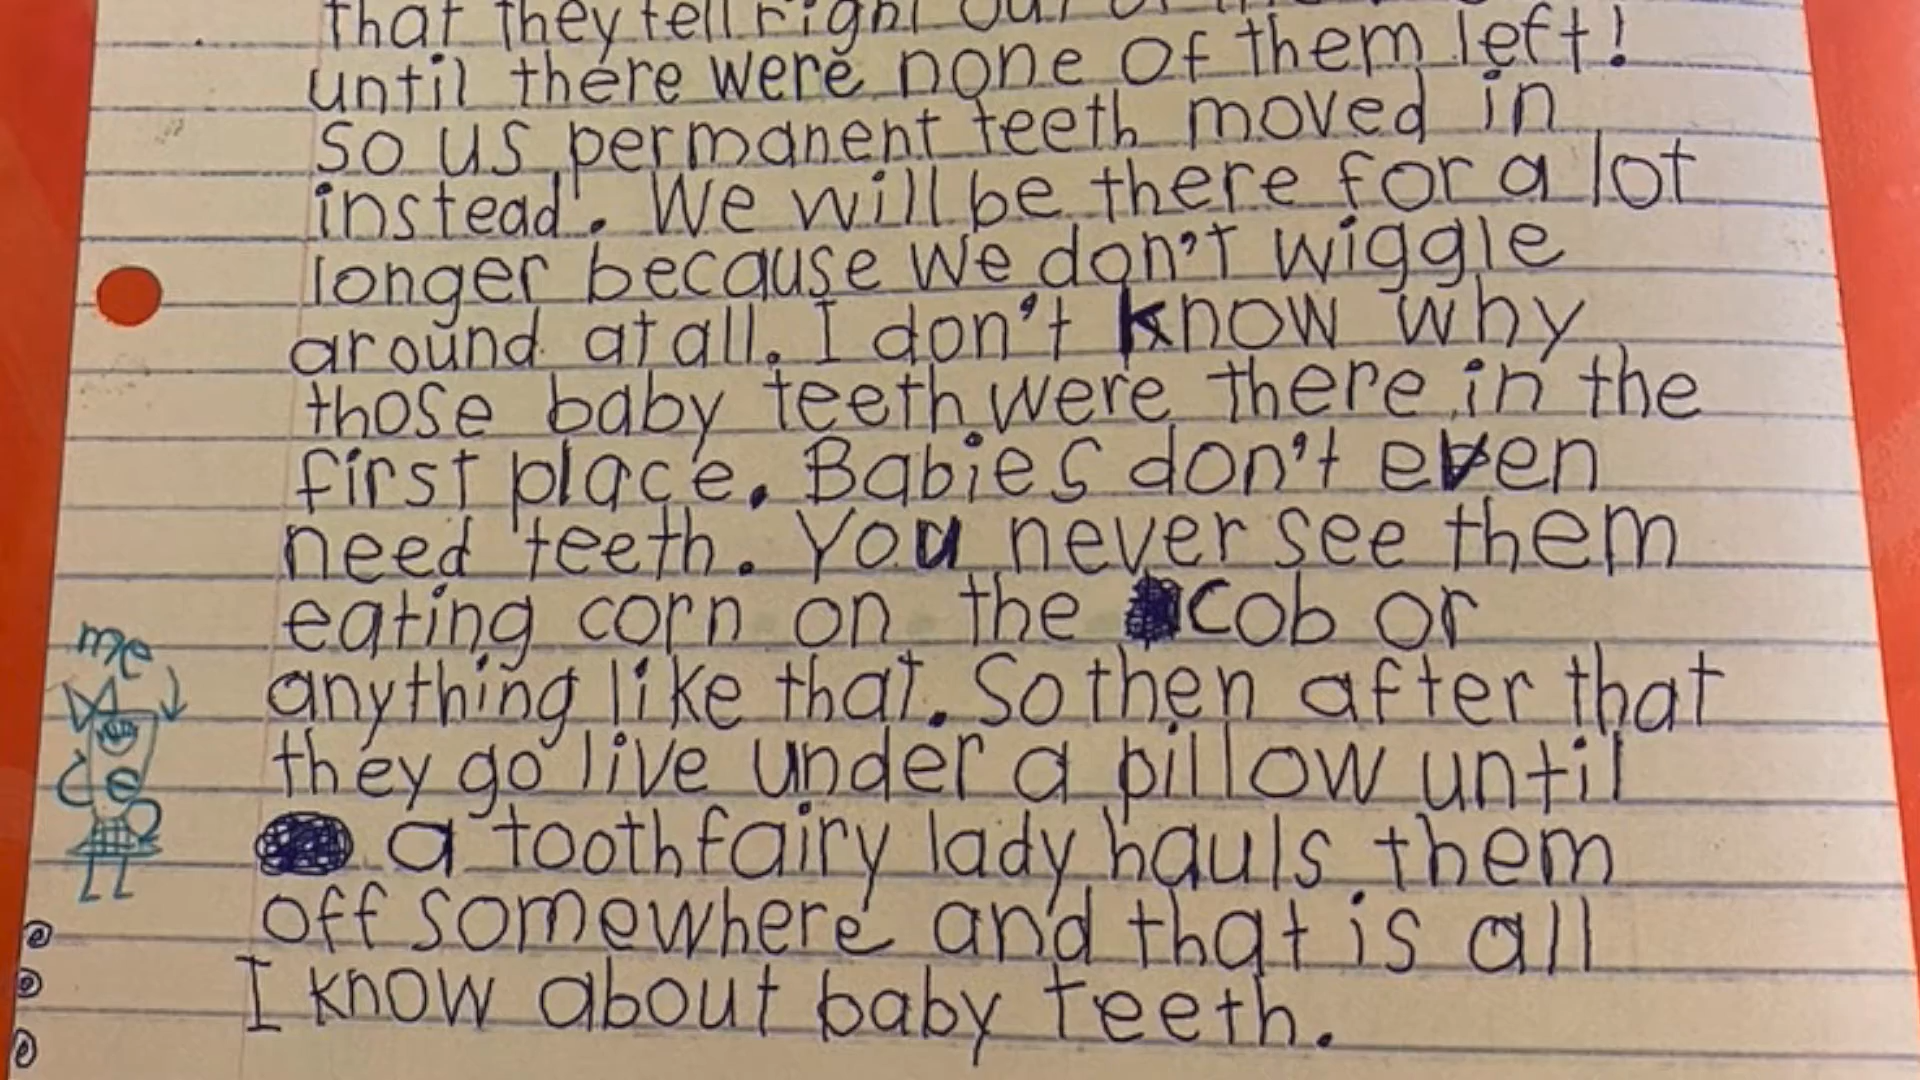 that they fell right out of the
until there were none of them left!
So us permanent teeth moved in
instead. We will be there for a lot
longer because we don't wiggle
around at all. I don't know why
those baby teeth were there in the
first place. Babies don't even
need teeth. You never see them
eating corn on the cob or
anything like that. So then after that
they go live under a pillow until
a tooth fairy lady hauls them
off somewhere and that is all
I know about baby teeth.
me